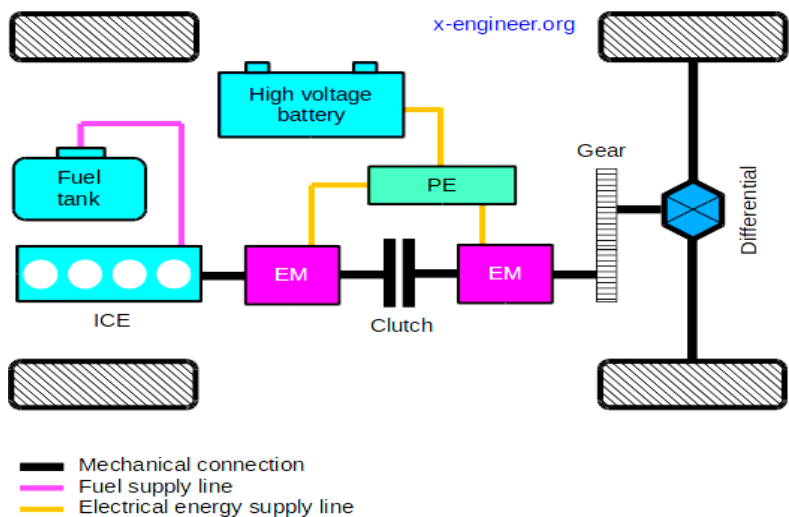 x-engineer.org
High voltage
battery
Gear
Fuel
tank
PE
Differential
EM
EM
ICE
Clutch
Mechanical connection
Fuel supply line
Electrical energy supply line